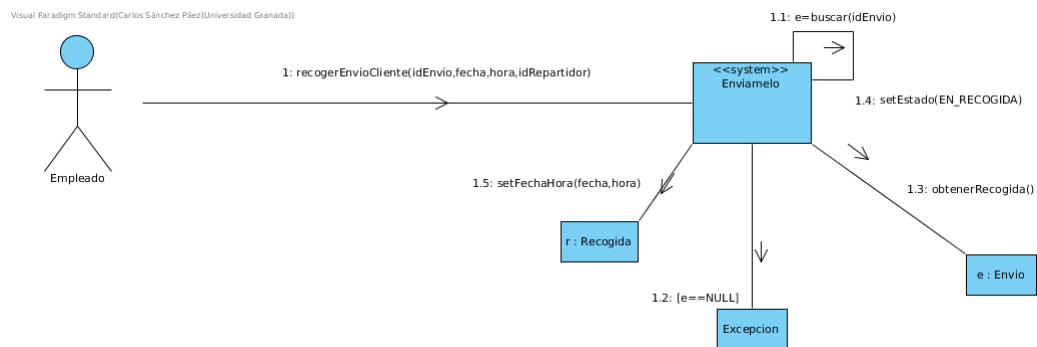 Visual Paradigm Standard(Carlos Sánchez Páez(Universidad Granada))
1.1: e=buscar(idEnvio)
1: recogerEnvioCliente(idEnvio,fecha,hora,idRepartidor)
<<system>>
Enviamelo
1.4: setEstado(EN_RECOGIDA)
Empleado
1.5: setFechaHora(fecha,hora)
1.3: obtenerRecogida()
r : Recogida
e : Envio
1.2: [e==NULL]
Excepcion